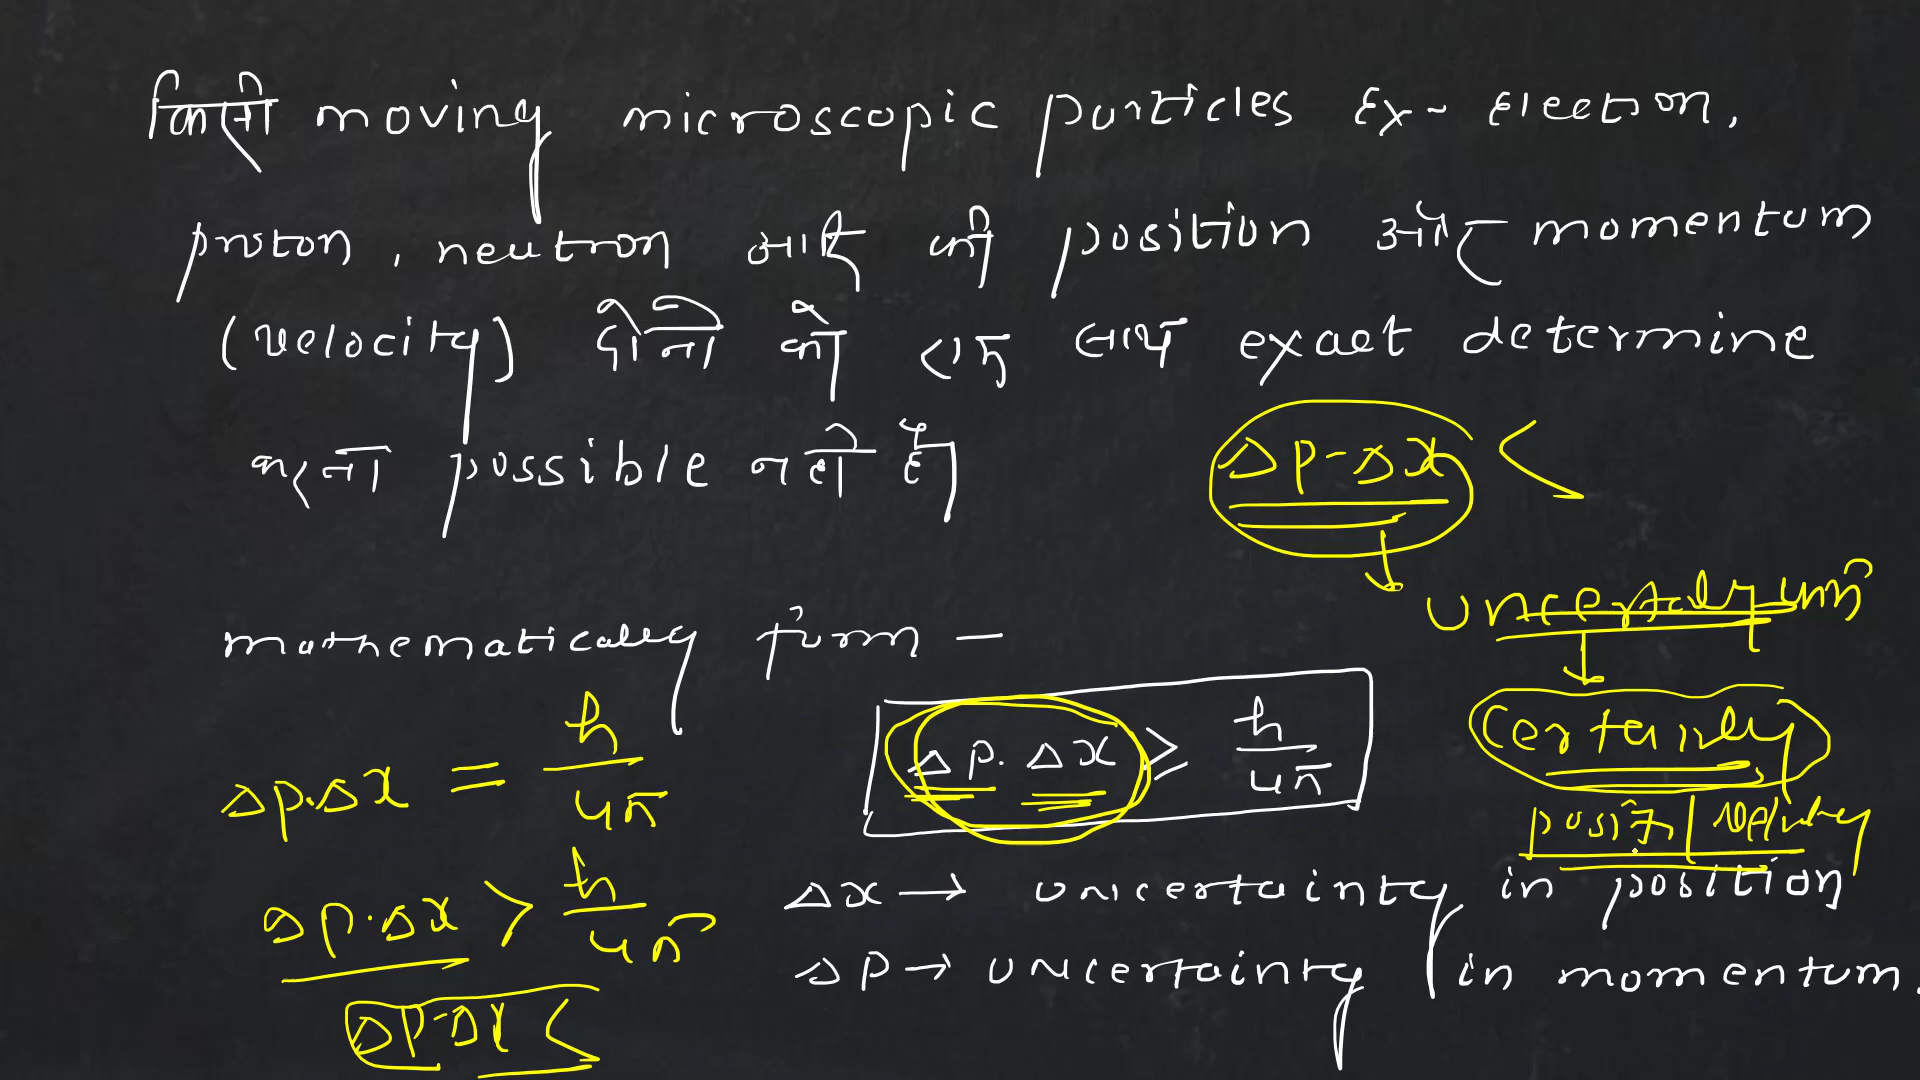 किसी moving microscopic particles Ex- Electron,
proton, neutron आदि की position और momentum
(velocity) दोनो को एक साथ exact determine
करना possible नही है|
Δp-Δx <
uncertainty
mathematically form -
certainly
Δp.Δx = h/4π
Δp. Δx ≥ h/4π
position | velocity
Δp.Δx > h/4π
Δx → uncertainty in position
Δp → uncertainty in momentum.
Δp-Δx <